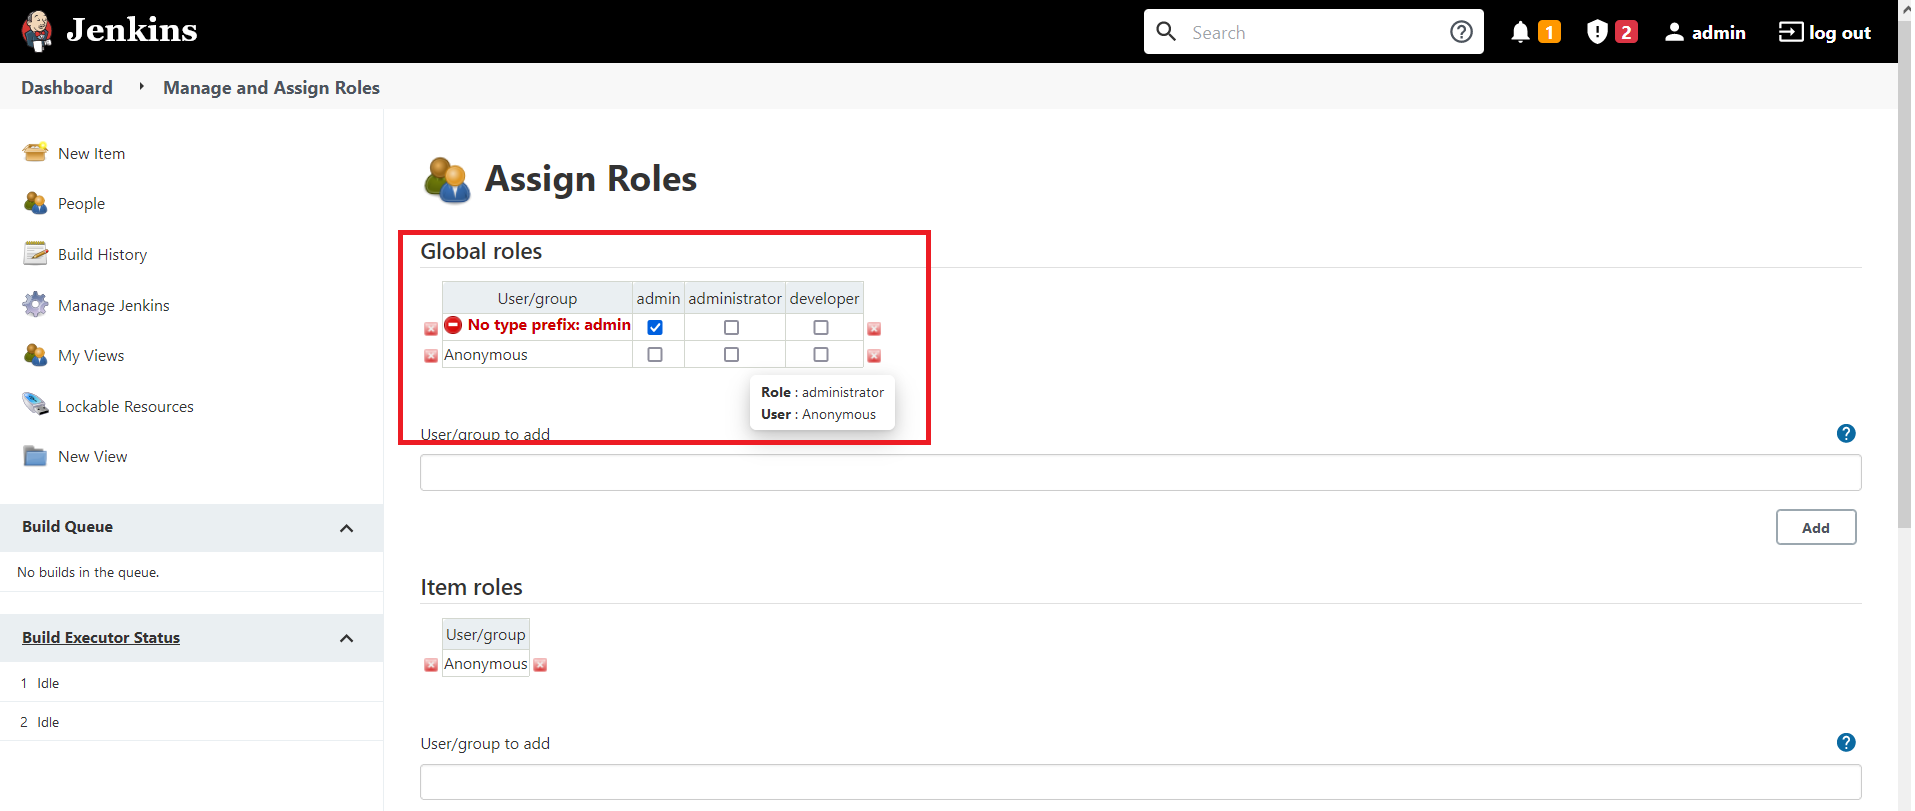 Jenkins
Search
1
2
admin
log out
Dashboard
Manage and Assign Roles
New Item
People
Build History
Manage Jenkins
My Views
Lockable Resources
New View
Build Queue
No builds in the queue.
Build Executor Status
1 Idle
2 Idle
Assign Roles
Global roles
User/group admin administrator developer
No type prefix: admin
Anonymous
Role : administrator
User : Anonymous
User/group to add
?
Add
Item roles
User/group
Anonymous
User/group to add
?